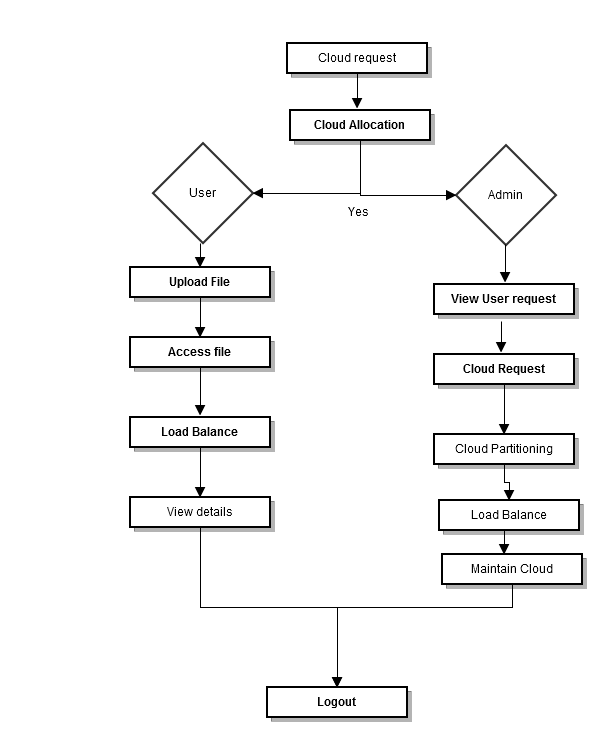 Cloud request
Cloud Allocation
User
Yes
Admin
Upload File
View User request
Access file
Cloud Request
Load Balance
Cloud Partitioning
View details
Load Balance
Maintain Cloud
Logout